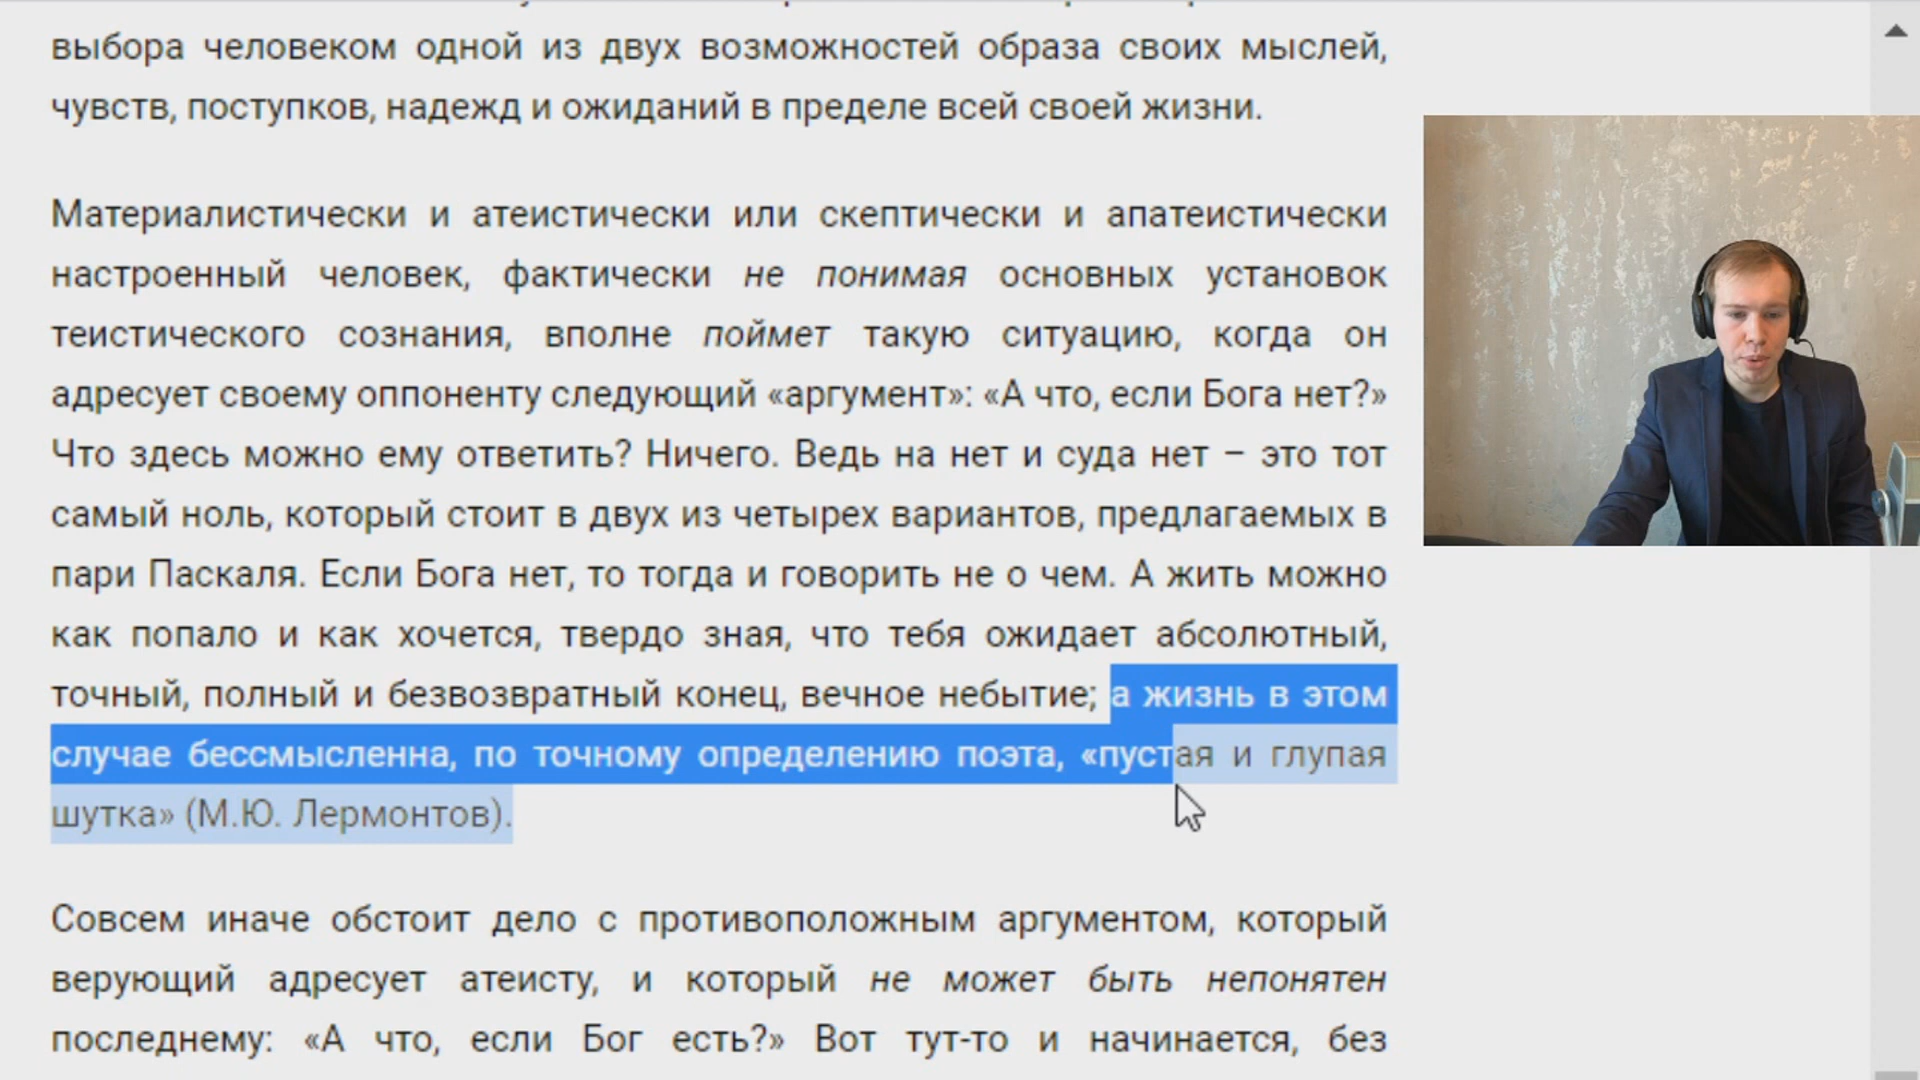 выбора человеком одной из двух возможностей образа своих мыслей,
чувств, поступков, надежд и ожиданий в пределе всей своей жизни.
Материалистически и атеистически или скептически и апатеистически
настроенный человек, фактически не понимая основных установок
теистического сознания, вполне поймет такую ситуацию, когда он
адресует своему оппоненту следующий «аргумент»: «А что, если Бога нет?»
Что здесь можно ему ответить? Ничего. Ведь на нет и суда нет – это тот
самый ноль, который стоит в двух из четырех вариантов, предлагаемых в
пари Паскаля. Если Бога нет, то тогда и говорить не о чем. А жить можно
как попало и как хочется, твердо зная, что тебя ожидает абсолютный,
точный, полный и безвозвратный конец, вечное небытие; а жизнь в этом
случае бессмысленна, по точному определению поэта, «пустая и глупая
шутка» (М.Ю. Лермонтов).
Совсем иначе обстоит дело с противоположным аргументом, который
верующий адресует атеисту, и который не может быть непонятен
последнему: «А что, если Бог есть?» Вот тут-то и начинается, без